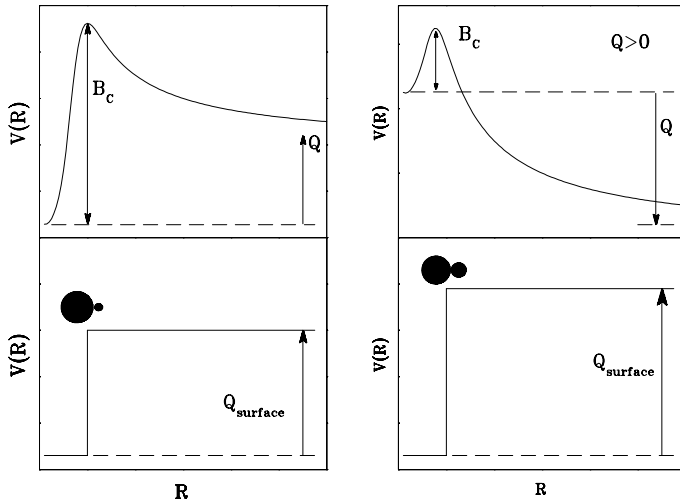 B_C
Q>0
B_C
V(R)
V(R)
Q
Q
V(R)
V(R)
Q_surface
Q_surface
R
R